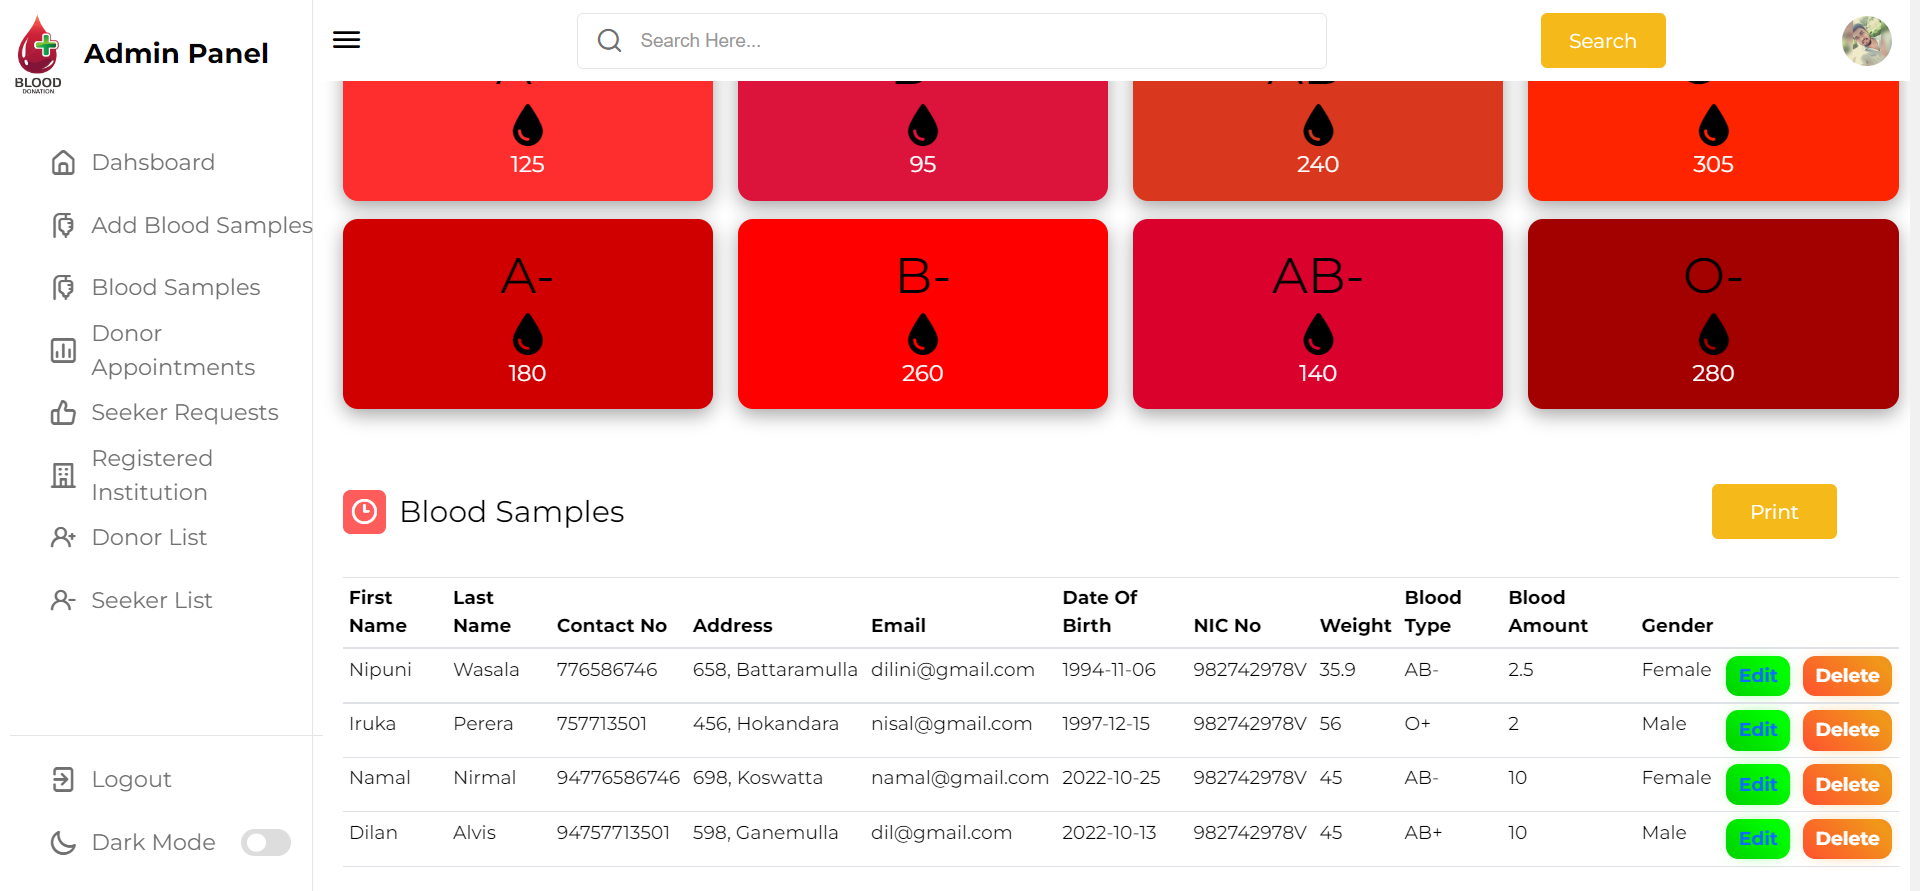 BLOOD
DONATION
Admin Panel
Search Here...
Search
Dahsboard
Add Blood Samples
Blood Samples
Donor
Appointments
Seeker Requests
Registered
Institution
Donor List
Seeker List
Logout
Dark Mode
125 95 240 305
A- B- AB- O-
180 260 140 280
Blood Samples
Print
First Name Last Name Contact No Address Email Date Of Birth NIC No Weight Blood Type Blood Amount Gender
Nipuni Wasala 776586746 658, Battaramulla dilini@gmail.com 1994-11-06 982742978V 35.9 AB- 2.5 Female Edit Delete
Iruka Perera 757713501 456, Hokandara nisal@gmail.com 1997-12-15 982742978V 56 O+ 2 Male Edit Delete
Namal Nirmal 94776586746 698, Koswatta namal@gmail.com 2022-10-25 982742978V 45 AB- 10 Female Edit Delete
Dilan Alvis 94757713501 598, Ganemulla dil@gmail.com 2022-10-13 982742978V 45 AB+ 10 Male Edit Delete